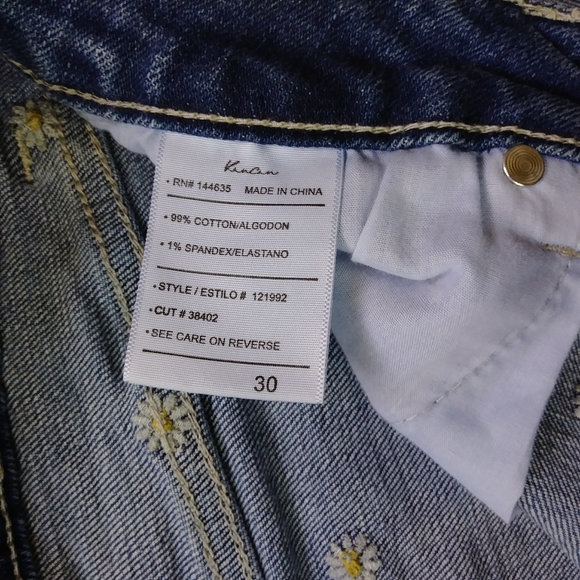 KanCan
• RN# 144635 MADE IN CHINA
• 99% COTTON/ALGODON
• 1% SPANDEX/ELASTANO
• STYLE / ESTILO # 121992
• CUT # 38402
• SEE CARE ON REVERSE
30